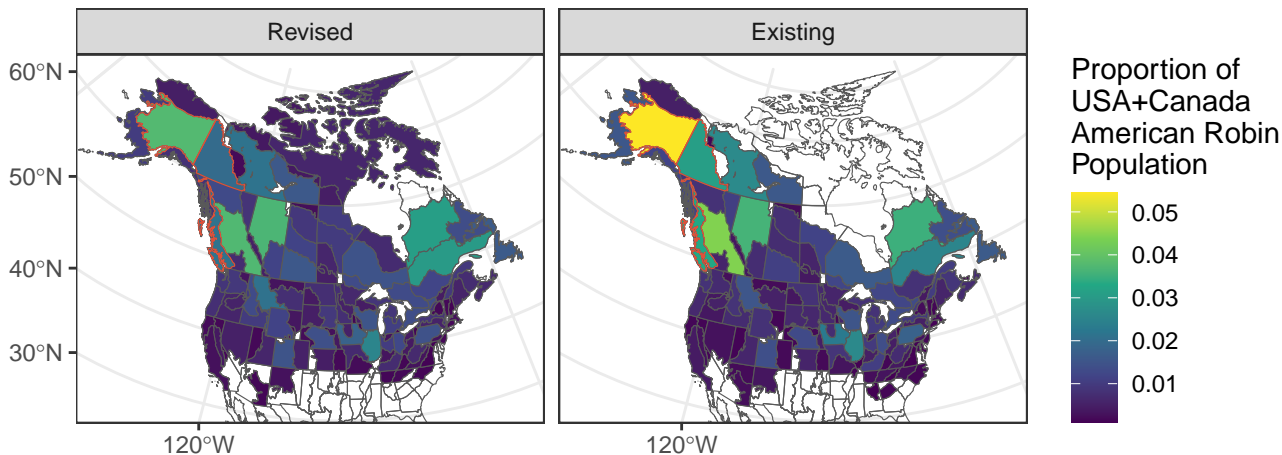 Revised
Existing
60°N
50°N
40°N
30°N
120°W
120°W
Proportion of
USA+Canada
American Robin
Population
0.05
0.04
0.03
0.02
0.01